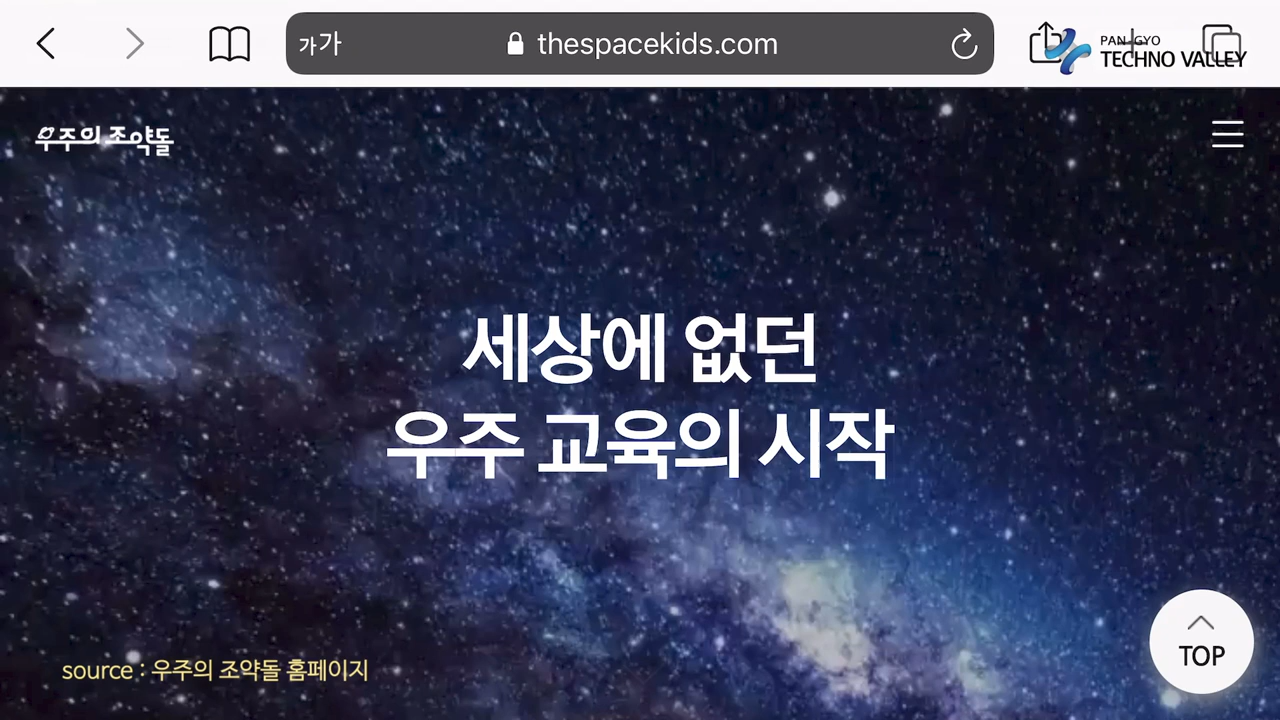 가가
thespacekids.com
PAN GYO
TECHNO VALLEY
우주의 조약돌
세상에 없던
우주 교육의 시작
TOP
source : 우주의 조약돌 홈페이지